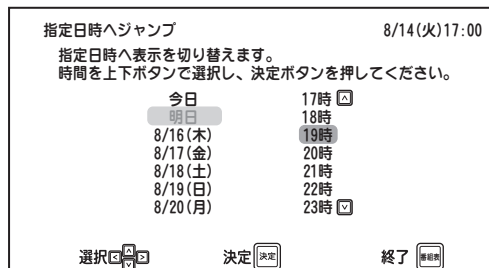 指定日時へジャンプ 8/14(火)17:00
指定日時へ表示を切り替えます。
時間を上下ボタンで選択し、決定ボタンを押してください。
今日 17時
明日 18時
8/16(木) 19時
8/17(金) 20時
8/18(土) 21時
8/19(日) 22時
8/20(月) 23時
選択 決定 決定 終了 番組表